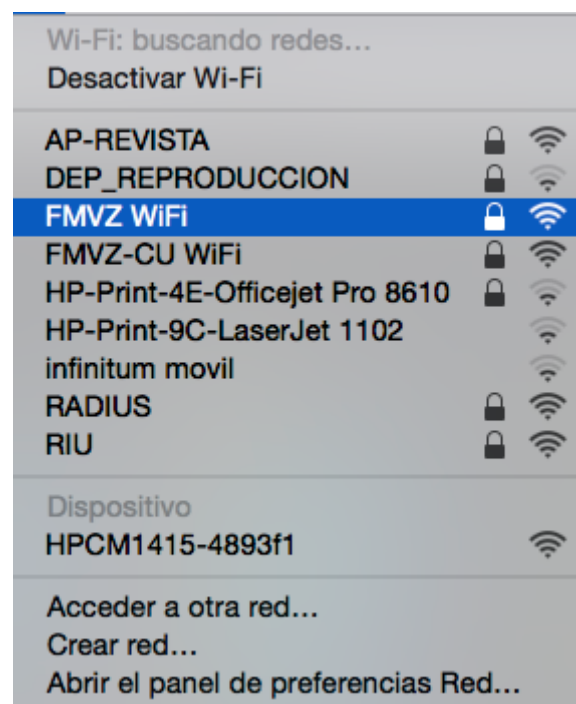 Wi-Fi: buscando redes...
Desactivar Wi-Fi
AP-REVISTA
DEP_REPRODUCCION
FMVZ WiFi
FMVZ-CU WiFi
HP-Print-4E-Officejet Pro 8610
HP-Print-9C-LaserJet 1102
infinitum movil
RADIUS
RIU
Dispositivo
HPCM1415-4893f1
Acceder a otra red...
Crear red...
Abrir el panel de preferencias Red...